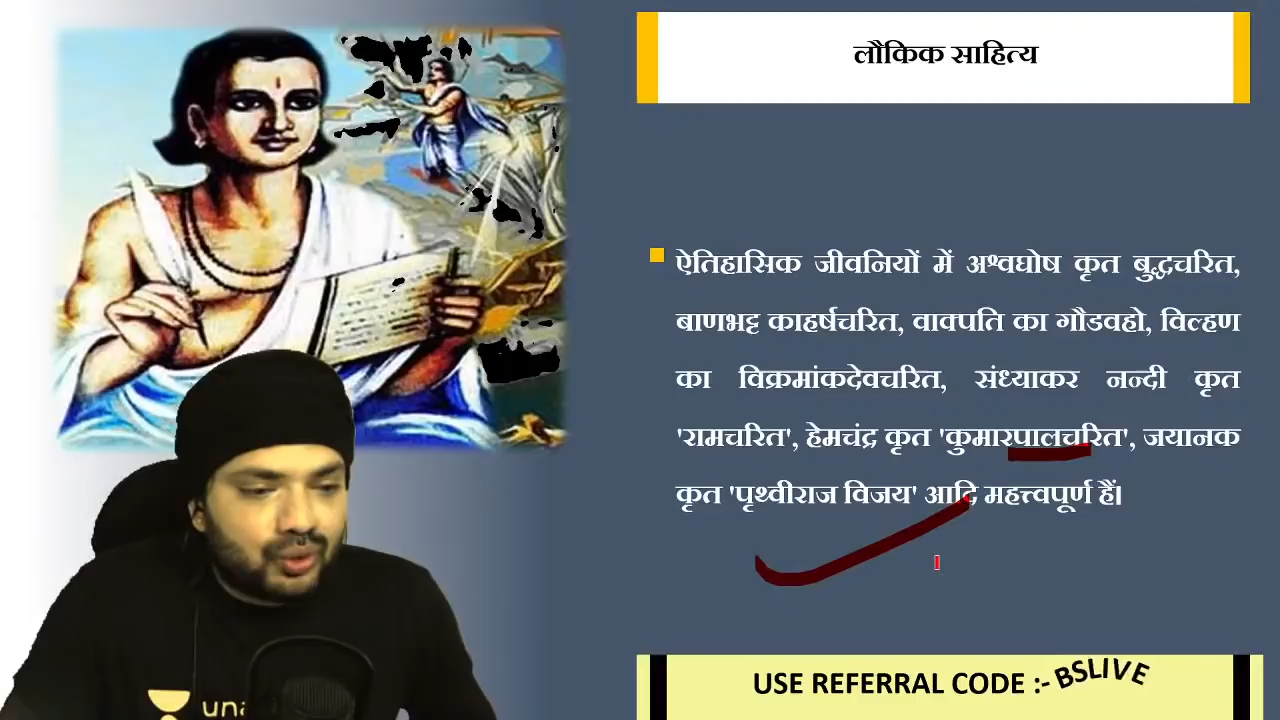 लौकिक साहित्य
ऐतिहासिक जीवनियों में अश्वघोष कृत बुद्धचरित,
बाणभट्ट काहर्षचरित, वाक्पति का गौडवहो, विल्हण
का विक्रमांकदेवचरित, संध्याकर नन्दी कृत
'रामचरित', हेमचंद्र कृत 'कुमारपालचरित', जयानक
कृत 'पृथ्वीराज विजय' आदि महत्त्वपूर्ण हैं।
USE REFERRAL CODE :- BSLIVE